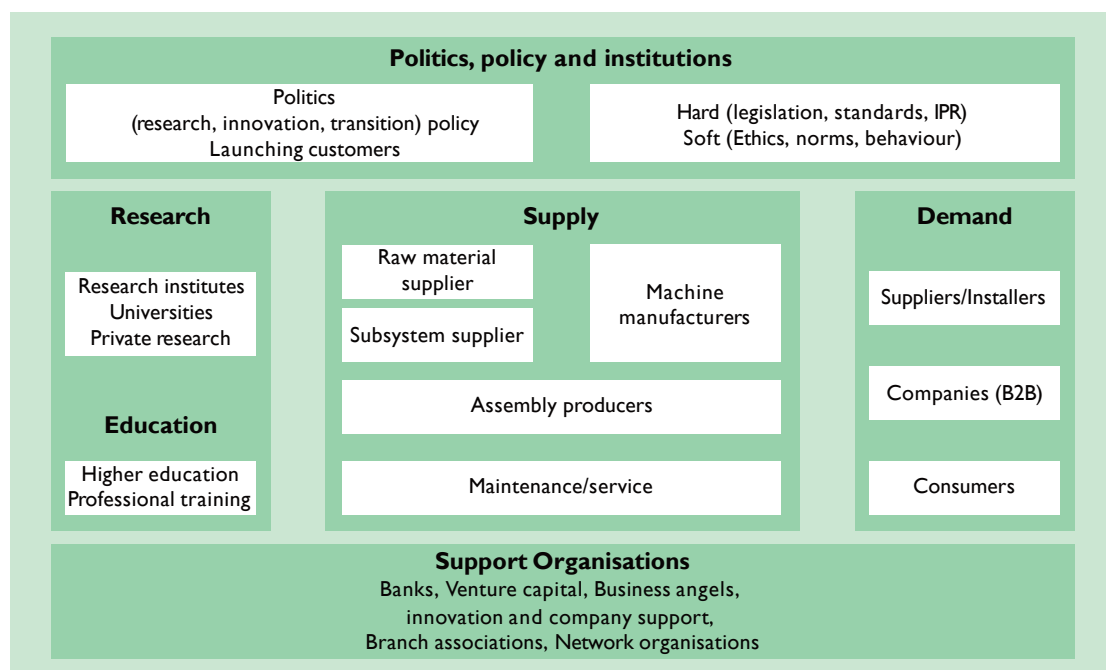 Politics, policy and institutions
Politics
(research, innovation, transition) policy
Launching customers
Hard (legislation, standards, IPR)
Soft (Ethics, norms, behaviour)
Research
Research institutes
Universities
Private research
Education
Higher education
Professional training
Supply
Raw material
supplier
Subsystem supplier
Machine
manufacturers
Assembly producers
Maintenance/service
Demand
Suppliers/Installers
Companies (B2B)
Consumers
Support Organisations
Banks, Venture capital, Business angels,
innovation and company support,
Branch associations, Network organisations